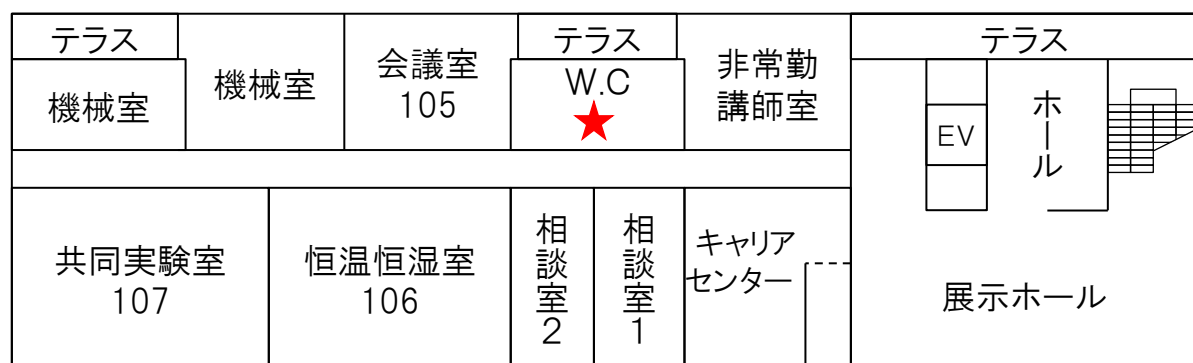 テラス
機械室
機械室
会議室
105
テラス
W.C
非常勤
講師室
テラス
EV
ホール
共同実験室
107
恒温恒湿室
106
相談室2
相談室1
キャリア
センター
展示ホール